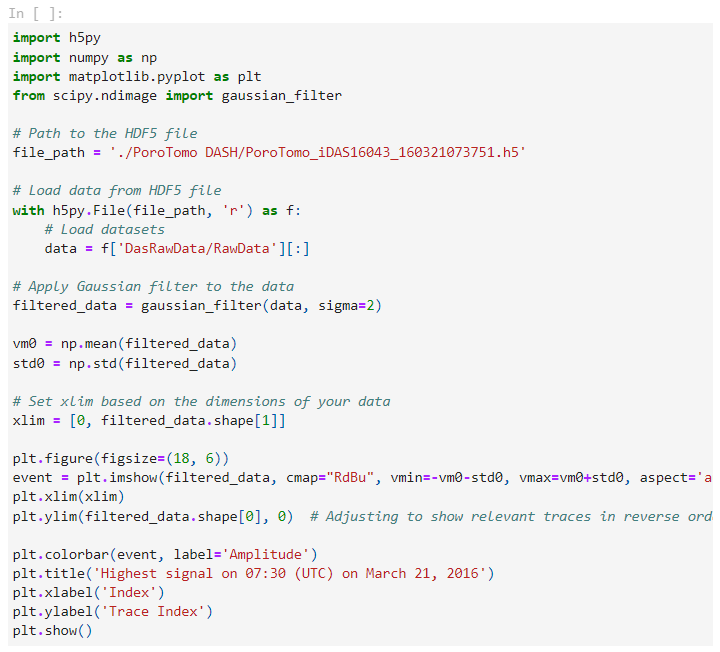 In [ ]:
import h5py
import numpy as np
import matplotlib.pyplot as plt
from scipy.ndimage import gaussian_filter

# Path to the HDF5 file
file_path = './PoroTomo DASH/PoroTomo_iDAS16043_160321073751.h5'

# Load data from HDF5 file
with h5py.File(file_path, 'r') as f:
    # Load datasets
    data = f['DasRawData/RawData'][:]

# Apply Gaussian filter to the data
filtered_data = gaussian_filter(data, sigma=2)

vm0 = np.mean(filtered_data)
std0 = np.std(filtered_data)

# Set xlim based on the dimensions of your data
xlim = [0, filtered_data.shape[1]]

plt.figure(figsize=(18, 6))
event = plt.imshow(filtered_data, cmap="RdBu", vmin=-vm0-std0, vmax=vm0+std0, aspect='a
plt.xlim(xlim)
plt.ylim(filtered_data.shape[0], 0)  # Adjusting to show relevant traces in reverse ord

plt.colorbar(event, label='Amplitude')
plt.title('Highest signal on 07:30 (UTC) on March 21, 2016')
plt.xlabel('Index')
plt.ylabel('Trace Index')
plt.show()